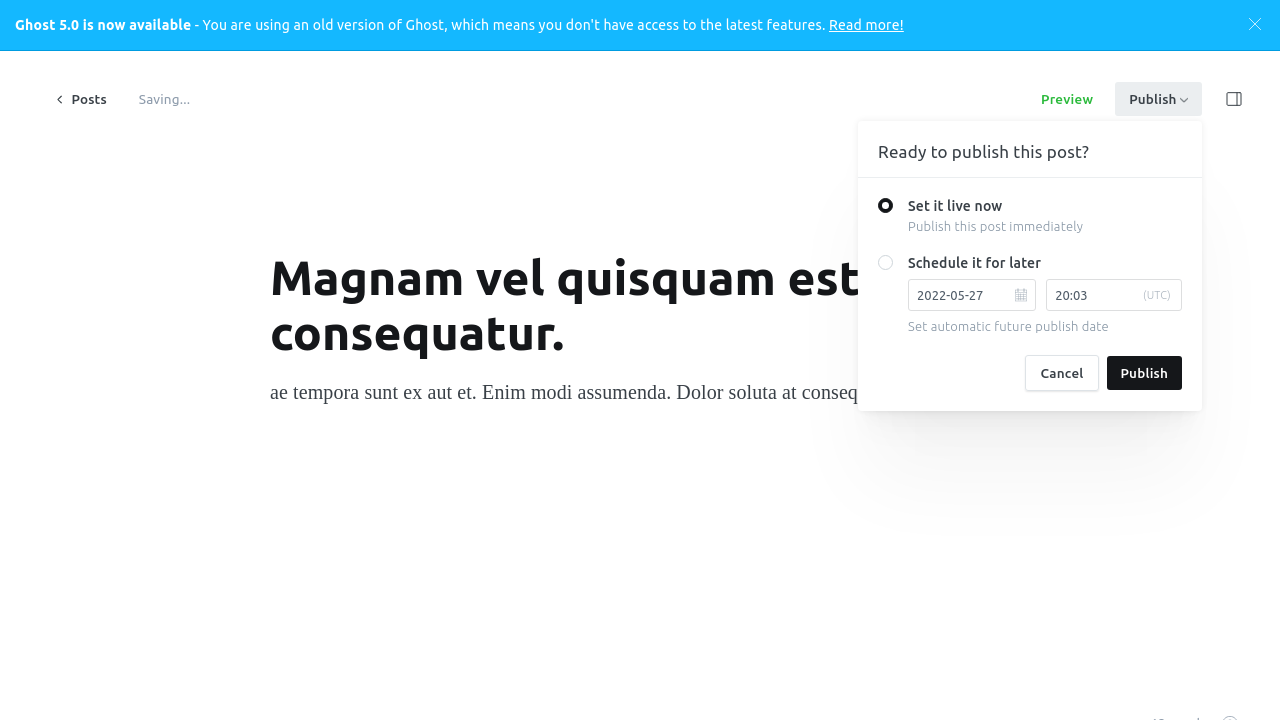 Ghost 5.0 is now available - You are using an old version of Ghost, which means you don't have access to the latest features. Read more!
Posts Saving... Preview Publish
Ready to publish this post?
Set it live now
Publish this post immediately
Schedule it for later
2022-05-27 20:03 (UTC)
Set automatic future publish date
Cancel Publish
Magnam vel quisquam est
consequatur.
ae tempora sunt ex aut et. Enim modi assumenda. Dolor soluta at conseq